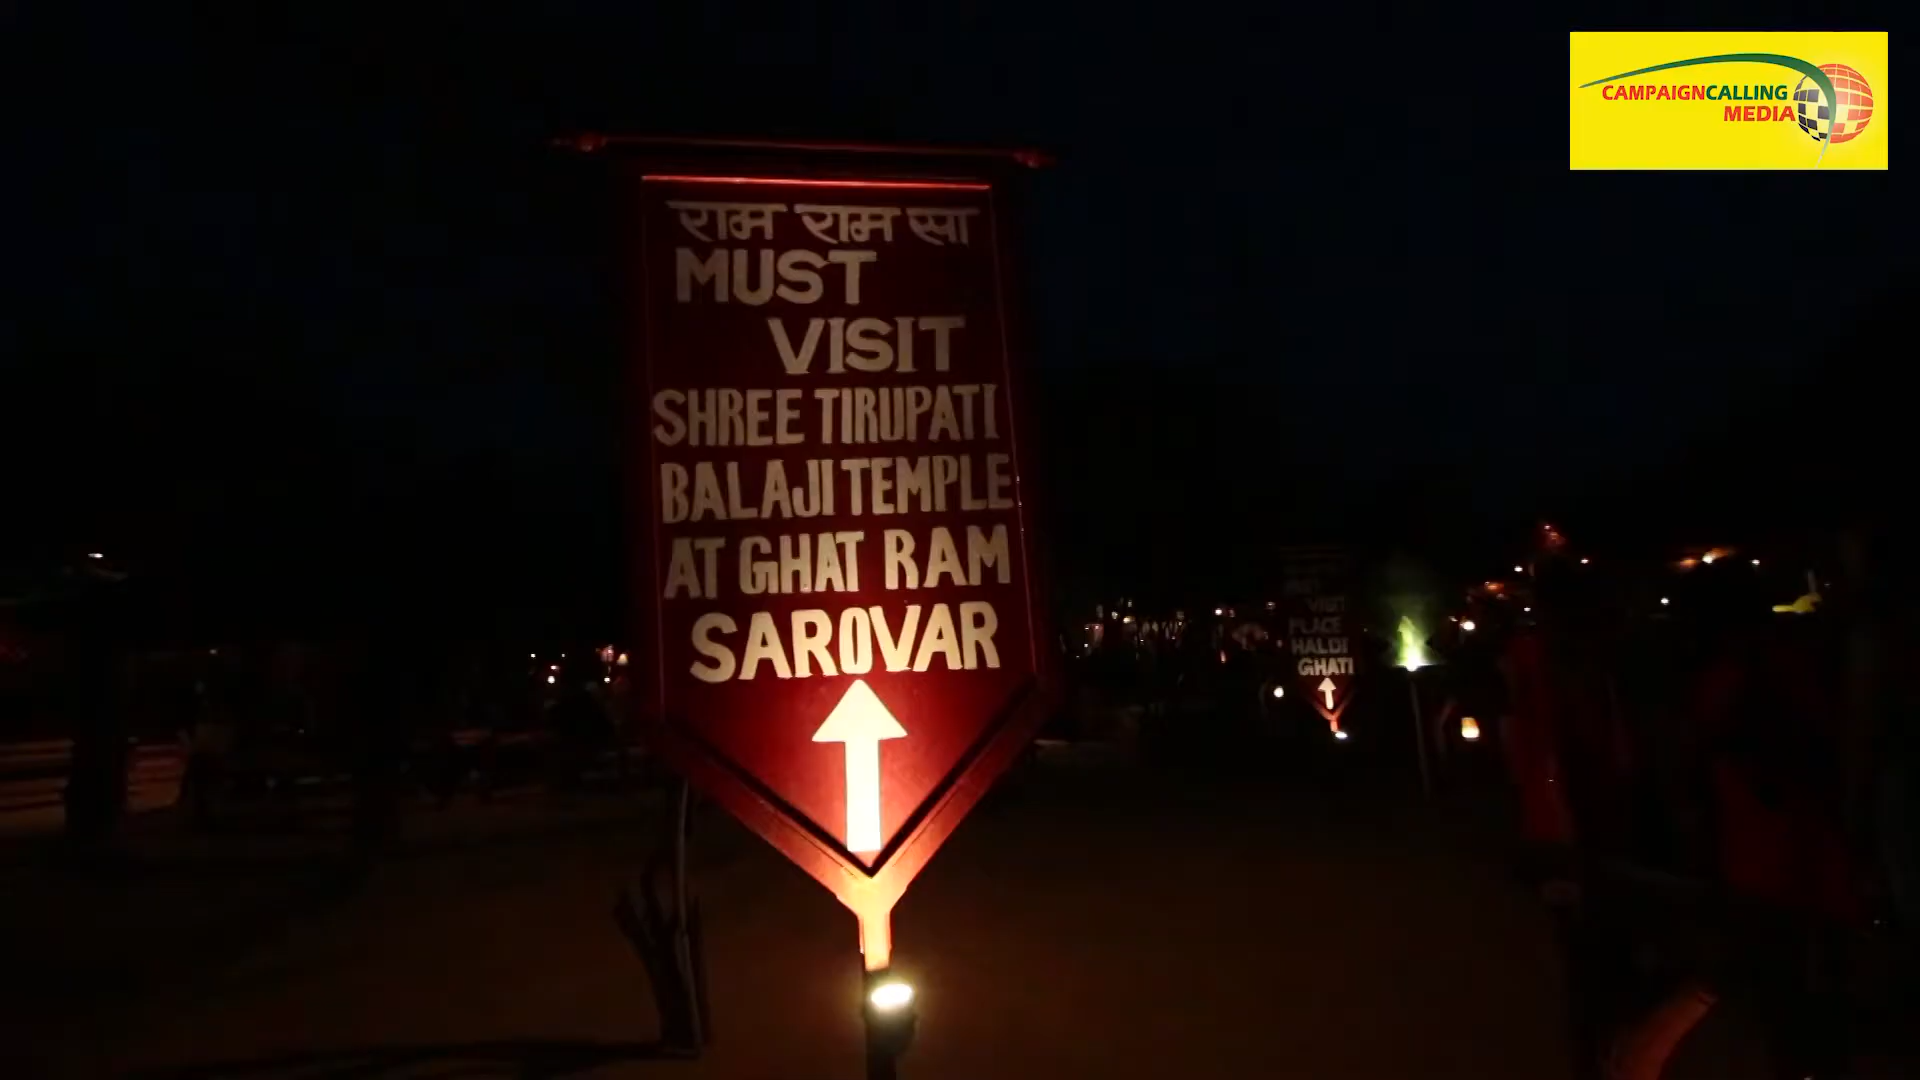 राम राम सा
MUST
VISIT
SHREE TIRUPATI
BALAJI TEMPLE
AT GHAT RAM
SAROVAR
VISIT
PLACE
HALDI
GHATI
CAMPAIGNCALLING
MEDIA